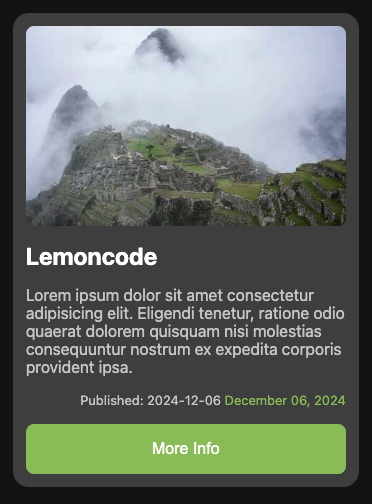 Lemoncode
Lorem ipsum dolor sit amet consectetur
adipisicing elit. Eligendi tenetur, ratione odio
quaerat dolorem quisquam nisi molestias
consequuntur nostrum ex expedita corporis
provident ipsa.
Published: 2024-12-06 December 06, 2024
More Info